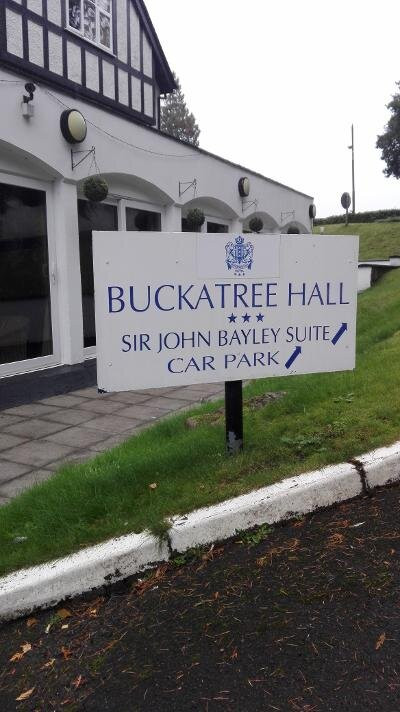 BUCKATREE HALL
★★★
SIR JOHN BAYLEY SUITE ↗
CAR PARK ↗